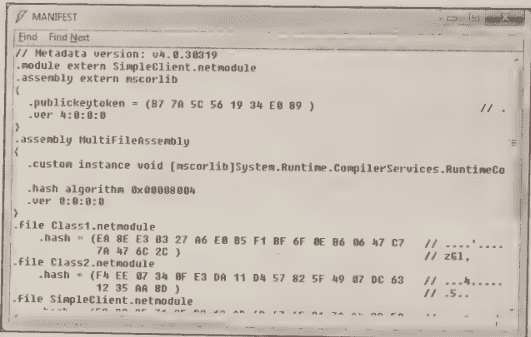 MANIFEST
Find Find Next
// Metadata version: v4.0.30319
.module extern SimpleClient.netmodule
.assembly extern mscorlib
{
.publickeytoken = (B7 7A 5C 56 19 34 E0 89 ) // .
.ver 4:0:0:0
}
.assembly MultiFileAssembly
{
.custom instance void [mscorlib]System.Runtime.CompilerServices.RuntimeCo
.hash algorithm 0x00008004
.ver 0:0:0:0
}
.file Class1.netmodule
.hash = (EA 8E E3 B3 27 A6 E0 B5 F1 BF 6F 0E B6 06 47 C7 // ....'....
7A 47 6C 2C ) // zGl,
.file Class2.netmodule
.hash = (F4 EE 07 34 0F E3 DA 11 D4 57 82 5F 49 07 DC 63 // ...4.....
12 35 AA 8D ) // .5..
.file SimpleClient.netmodule